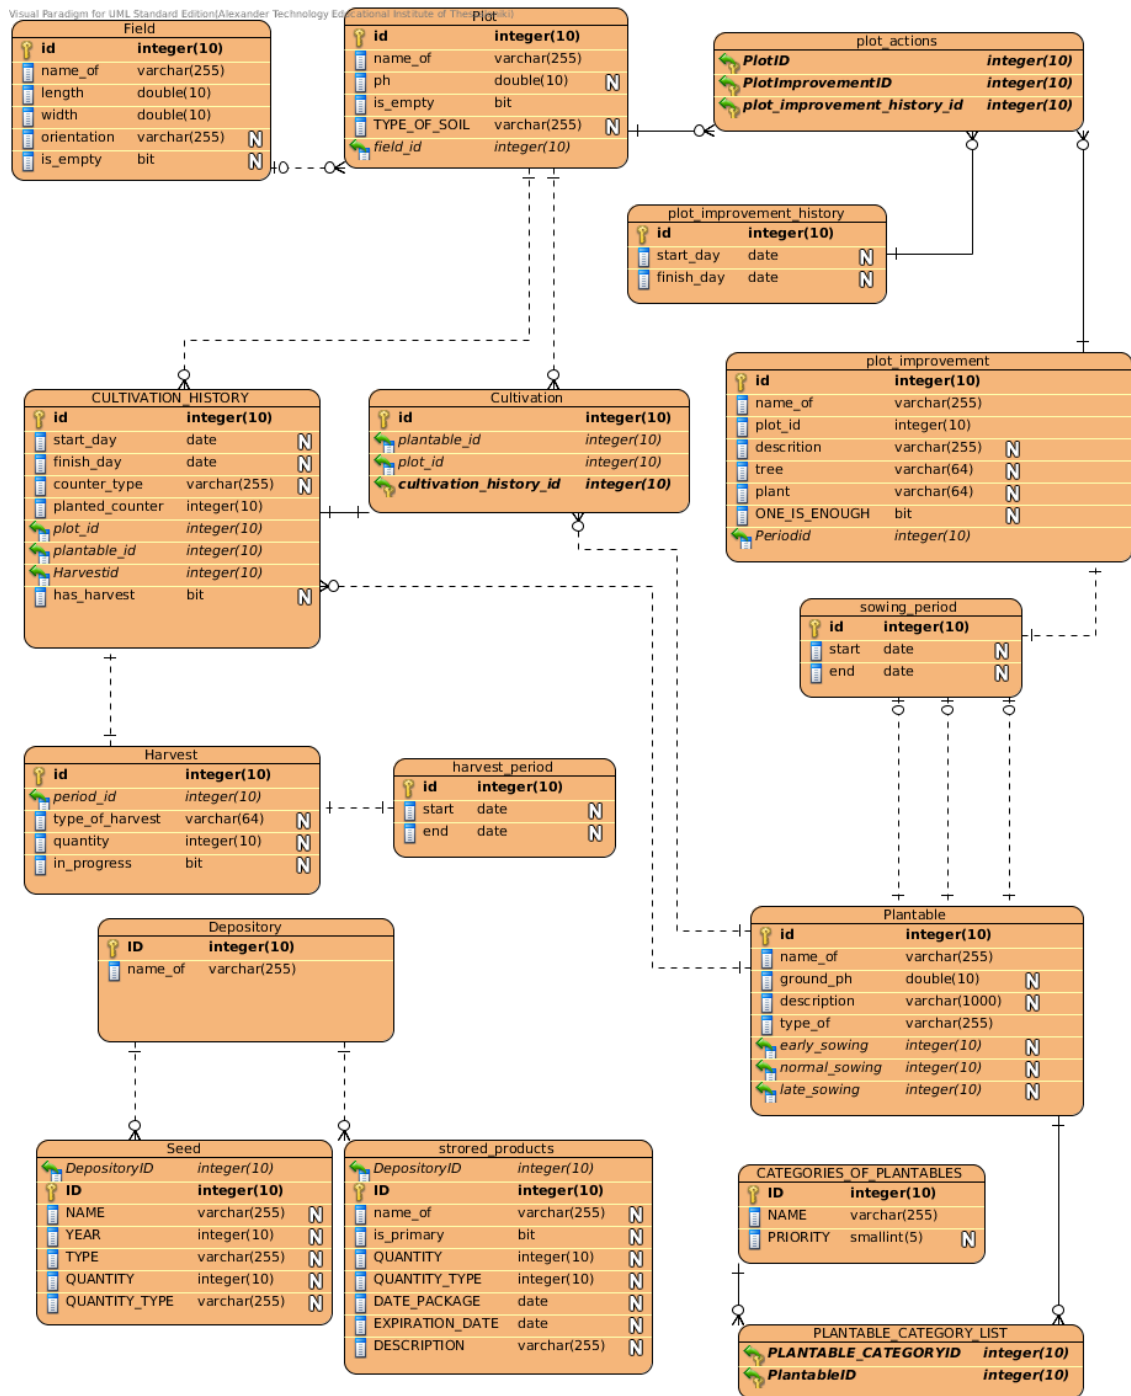 Visual Paradigm for UML Standard Edition(Alexander Technology Educational Institute of Thessaloniki)
Field
id integer(10)
name_of varchar(255)
length double(10)
width double(10)
orientation varchar(255) N
is_empty bit N
Plot
id integer(10)
name_of varchar(255)
ph double(10) N
is_empty bit
TYPE_OF_SOIL varchar(255) N
field_id integer(10)
plot_actions
PlotID integer(10)
PlotImprovementID integer(10)
plot_improvement_history_id integer(10)
plot_improvement_history
id integer(10)
start_day date N
finish_day date N
plot_improvement
id integer(10)
name_of varchar(255)
plot_id integer(10)
descrition varchar(255) N
tree varchar(64) N
plant varchar(64) N
ONE_IS_ENOUGH bit N
Periodid integer(10)
CULTIVATION_HISTORY
id integer(10)
start_day date N
finish_day date N
counter_type varchar(255) N
planted_counter integer(10)
plot_id integer(10)
plantable_id integer(10)
Harvestid integer(10)
has_harvest bit N
Cultivation
id integer(10)
plantable_id integer(10)
plot_id integer(10)
cultivation_history_id integer(10)
sowing_period
id integer(10)
start date N
end date N
Harvest
id integer(10)
period_id integer(10)
type_of_harvest varchar(64) N
quantity integer(10) N
in_progress bit N
harvest_period
id integer(10)
start date N
end date N
Depository
ID integer(10)
name_of varchar(255)
Plantable
id integer(10)
name_of varchar(255)
ground_ph double(10) N
description varchar(1000) N
type_of varchar(255)
early_sowing integer(10) N
normal_sowing integer(10) N
late_sowing integer(10) N
Seed
DepositoryID integer(10)
ID integer(10)
NAME varchar(255) N
YEAR integer(10) N
TYPE varchar(255) N
QUANTITY integer(10) N
QUANTITY_TYPE varchar(255) N
strored_products
DepositoryID integer(10)
ID integer(10)
name_of varchar(255) N
is_primary bit N
QUANTITY integer(10) N
QUANTITY_TYPE integer(10) N
DATE_PACKAGE date N
EXPIRATION_DATE date N
DESCRIPTION varchar(255) N
CATEGORIES_OF_PLANTABLES
ID integer(10)
NAME varchar(255)
PRIORITY smallint(5) N
PLANTABLE_CATEGORY_LIST
PLANTABLE_CATEGORYID integer(10)
PlantableID integer(10)